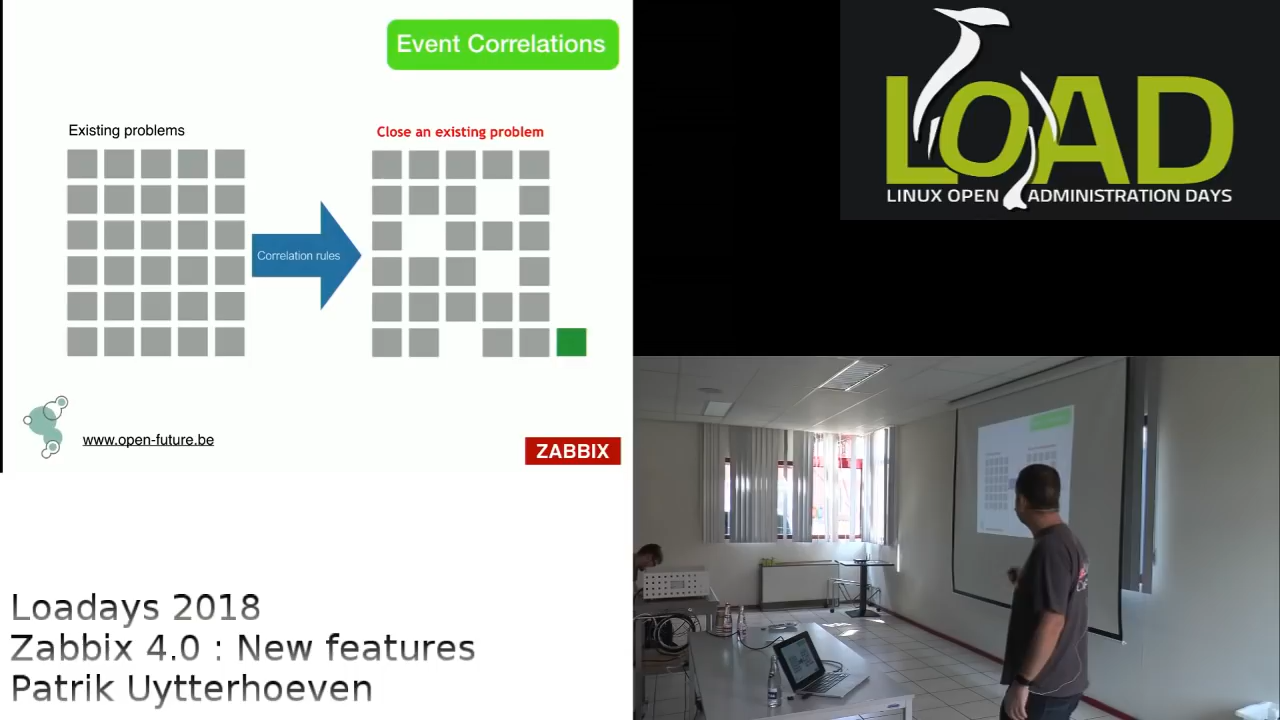 Event Correlations
Existing problems
Close an existing problem
Correlation rules
www.open-future.be
ZABBIX
LOAD
LINUX OPEN ADMINISTRATION DAYS
Loadays 2018
Zabbix 4.0 : New features
Patrik Uytterhoeven